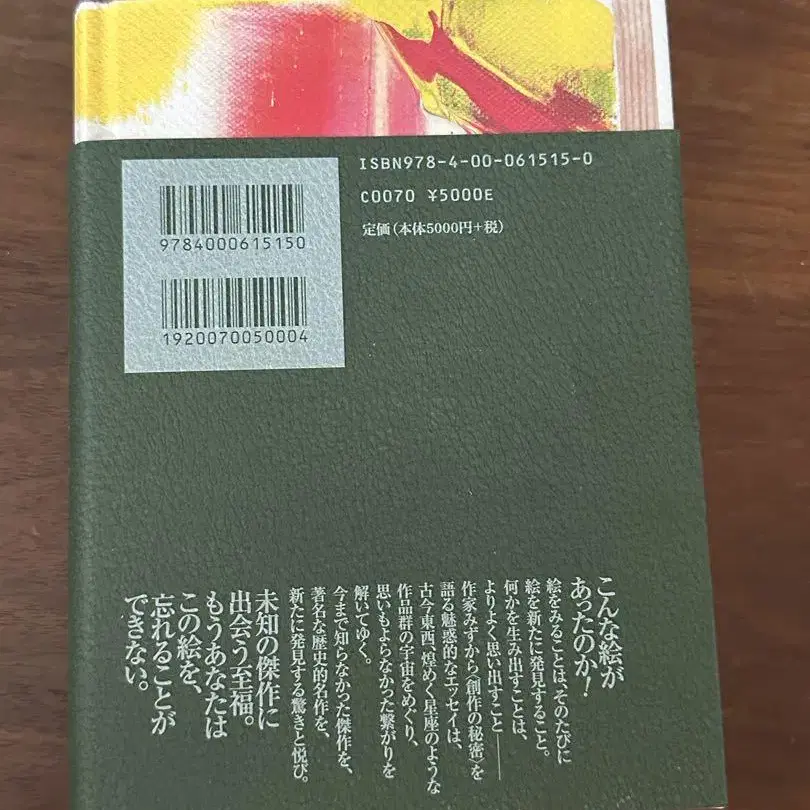 ISBN978-4-00-061515-0
C0070 ¥5000E
定価(本体5000円+税)
9784000615150
1920070050004
こんな絵が
あったのか!
絵をみることは、そのたびに
絵を新たに発見すること。
何かを生み出すことは、
よりよく思い出すこと——
作家みずから〈創作の秘密〉を
語る魅惑的なエッセイは、
古今東西、煌めく星座のような
作品群の宇宙をめぐり、
思いもよらなかった繋がりを
解いてゆく。
今まで知らなかった傑作を、
著名な歴史的名作を、
新たに発見する驚きと悦び。
未知の傑作に
出会う至福。
もうあなたは
この絵を、
忘れることが
できない。